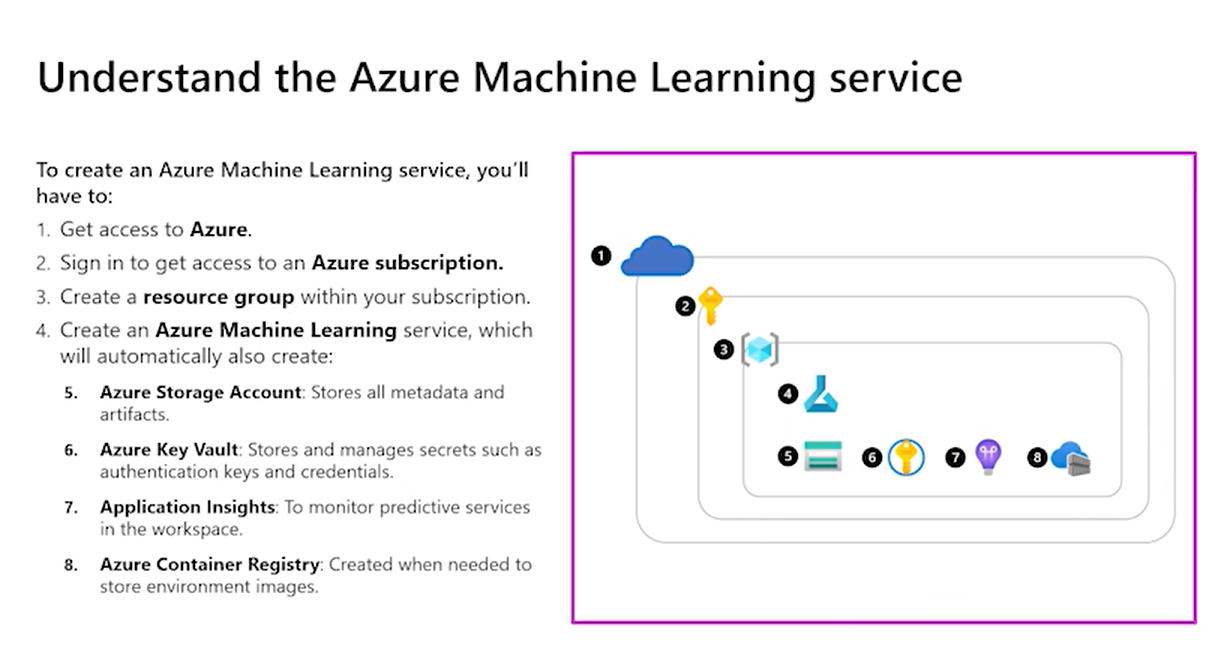 Understand the Azure Machine Learning service
To create an Azure Machine Learning service, you'll
have to:
1. Get access to Azure.
2. Sign in to get access to an Azure subscription.
3. Create a resource group within your subscription.
4. Create an Azure Machine Learning service, which
will automatically also create:
5. Azure Storage Account: Stores all metadata and
artifacts.
6. Azure Key Vault: Stores and manages secrets such as
authentication keys and credentials.
7. Application Insights: To monitor predictive services
in the workspace.
8. Azure Container Registry: Created when needed to
store environment images.
1
2
3
4
5 6 7 8